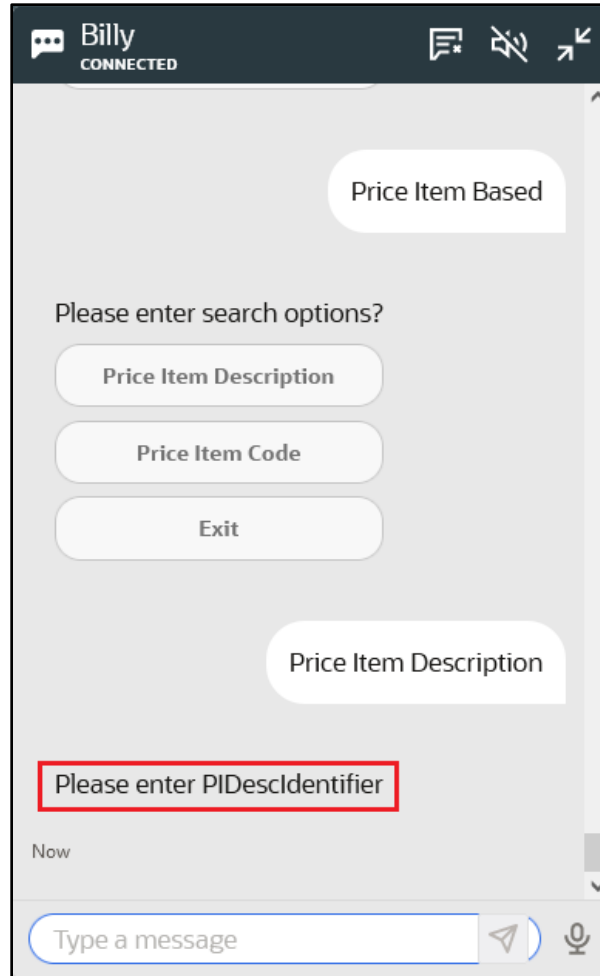 Billy
CONNECTED
Price Item Based
Please enter search options?
Price Item Description
Price Item Code
Exit
Price Item Description
Please enter PIDescIdentifier
Now
Type a message